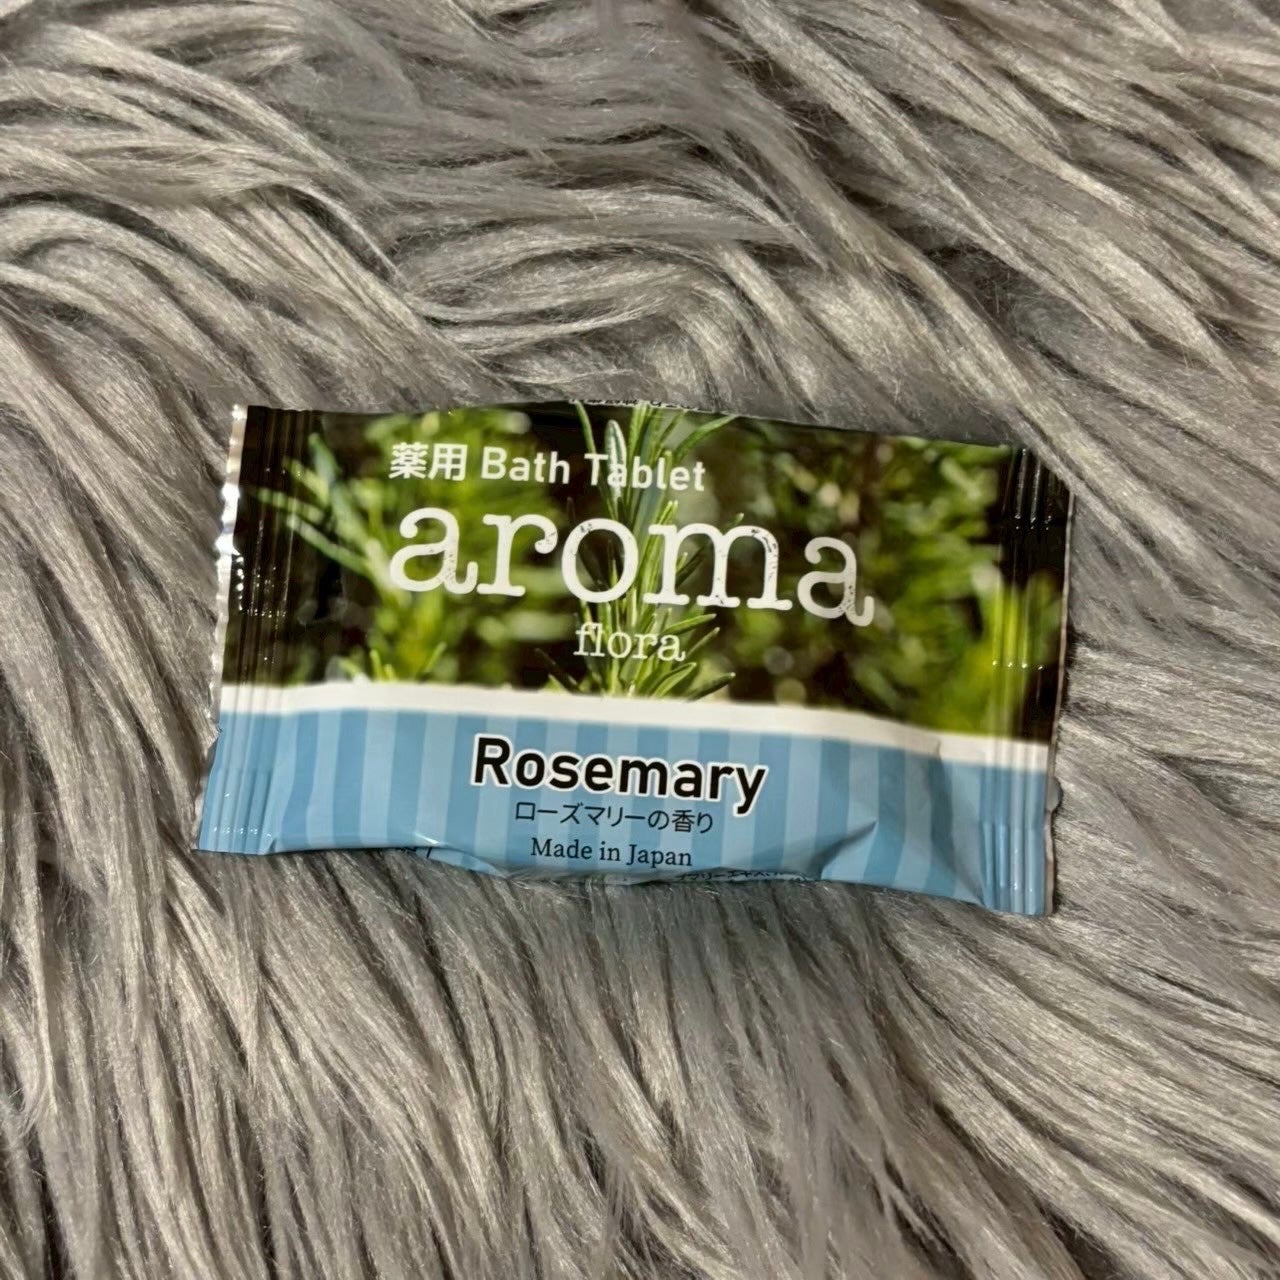 薬用 Bath Tablet
aroma
flora
Rosemary
ローズマリーの香り
Made in Japan